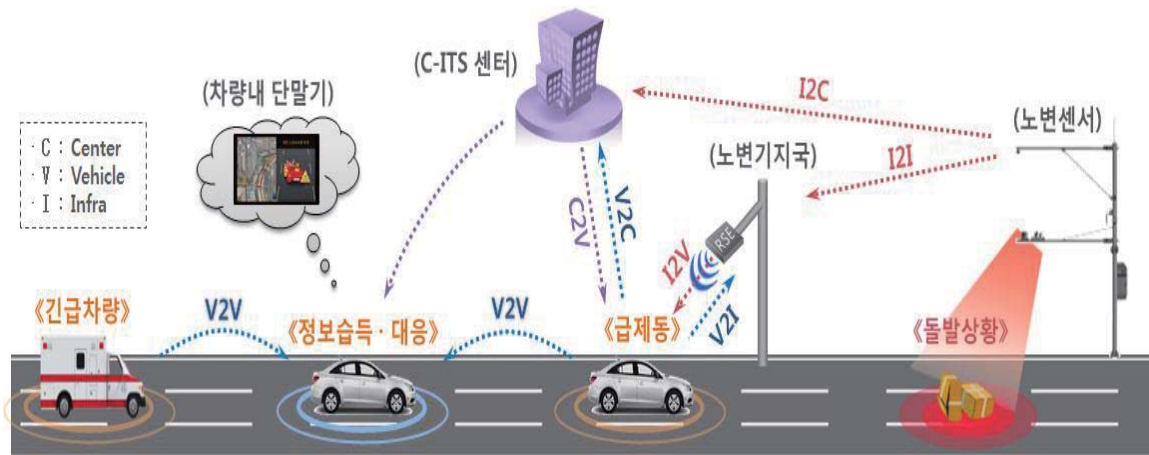 (C-ITS 센터)
I2C
(차량내 단말기)
(노변센서)
· C : Center
· V : Vehicle
· I : Infra
(노변기지국)
I2I
C2V
V2C
RSE
I2V
V2I
《긴급차량》
V2V
《정보습득 · 대응》
V2V
《급제동》
《돌발상황》